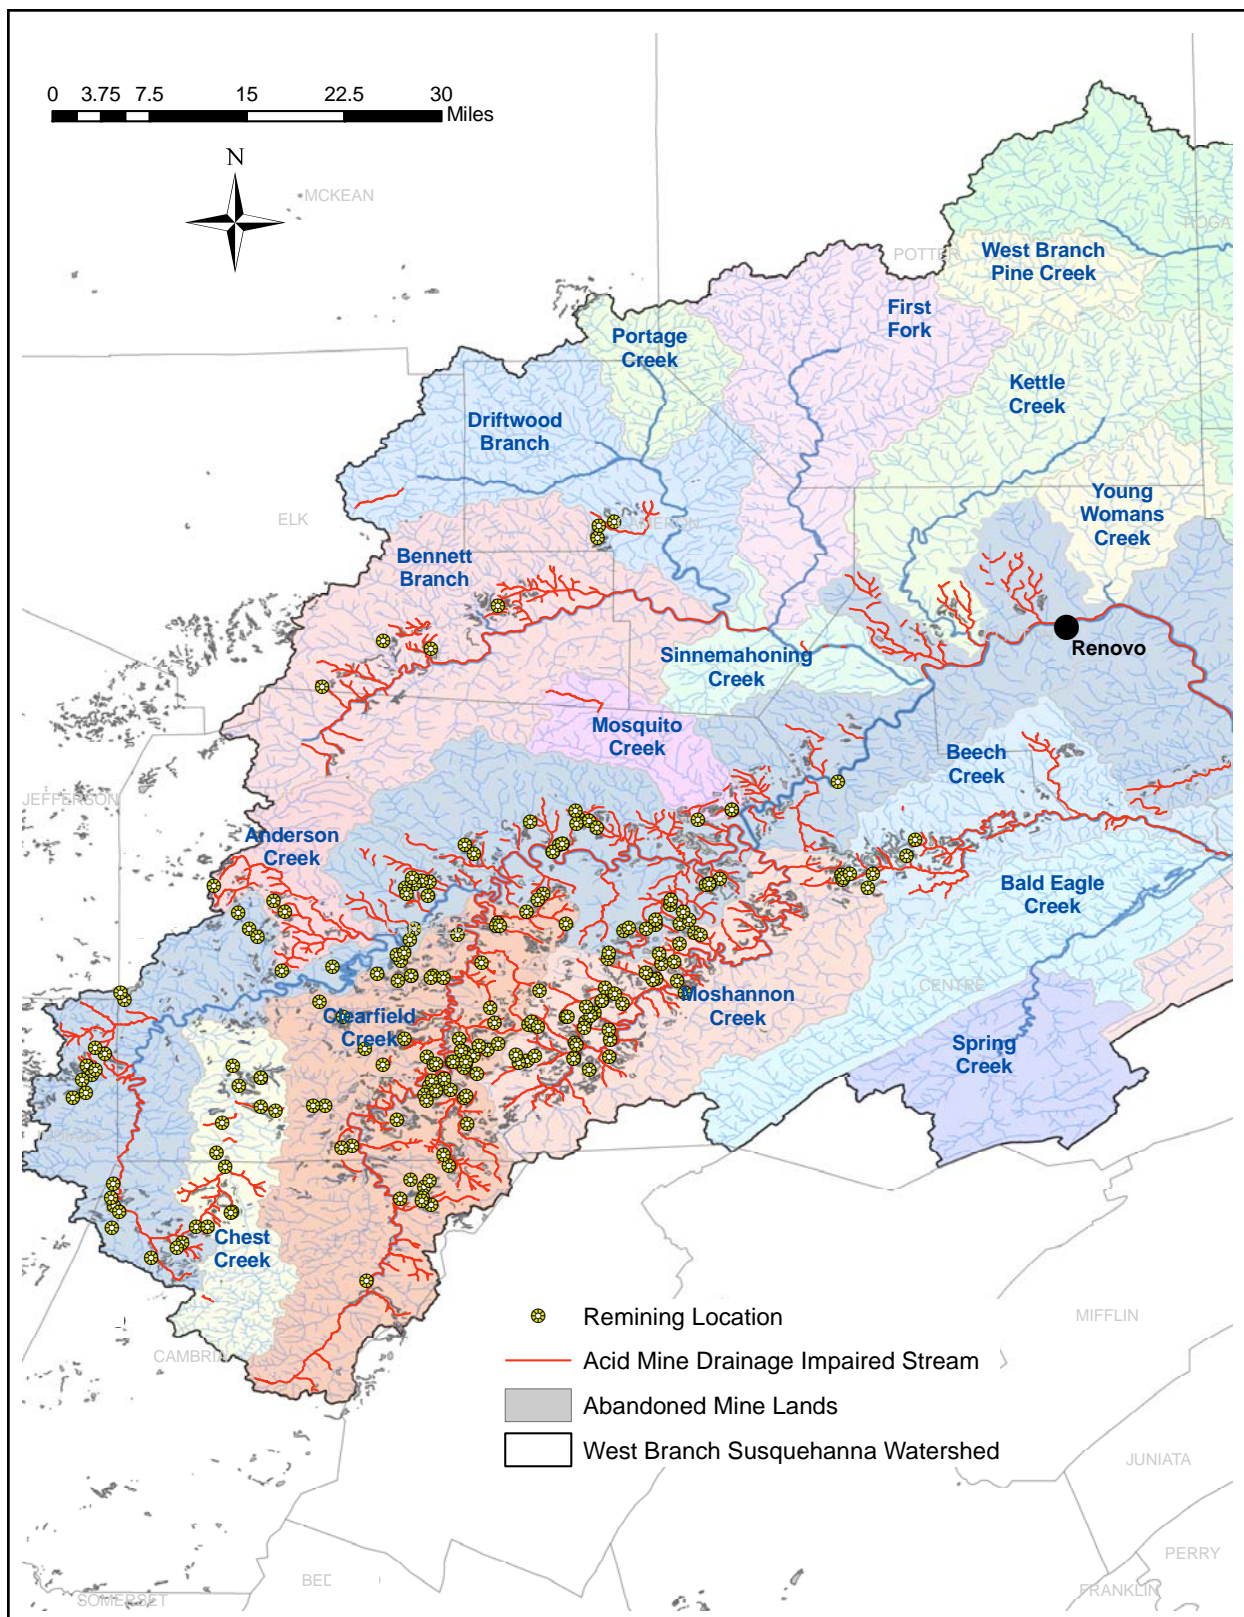 0 3.75 7.5 15 22.5 30
Miles
N
MCKEAN
POTTER
West Branch
Pine Creek
First
Fork
Portage
Creek
Kettle
Creek
Driftwood
Branch
Young
Womans
Creek
ELK
Bennett
Branch
Renovo
Sinnemahoning
Creek
Mosquito
Creek
Beech
Creek
JEFFERSON
Anderson
Creek
Bald Eagle
Creek
CENTRE
Moshannon
Creek
Clearfield
Creek
Spring
Creek
Chest
Creek
Remining Location
MIFFLIN
CAMBRIA
Acid Mine Drainage Impaired Stream
Abandoned Mine Lands
West Branch Susquehanna Watershed
JUNIATA
PERRY
BED
FRANKLIN
SOMERSET